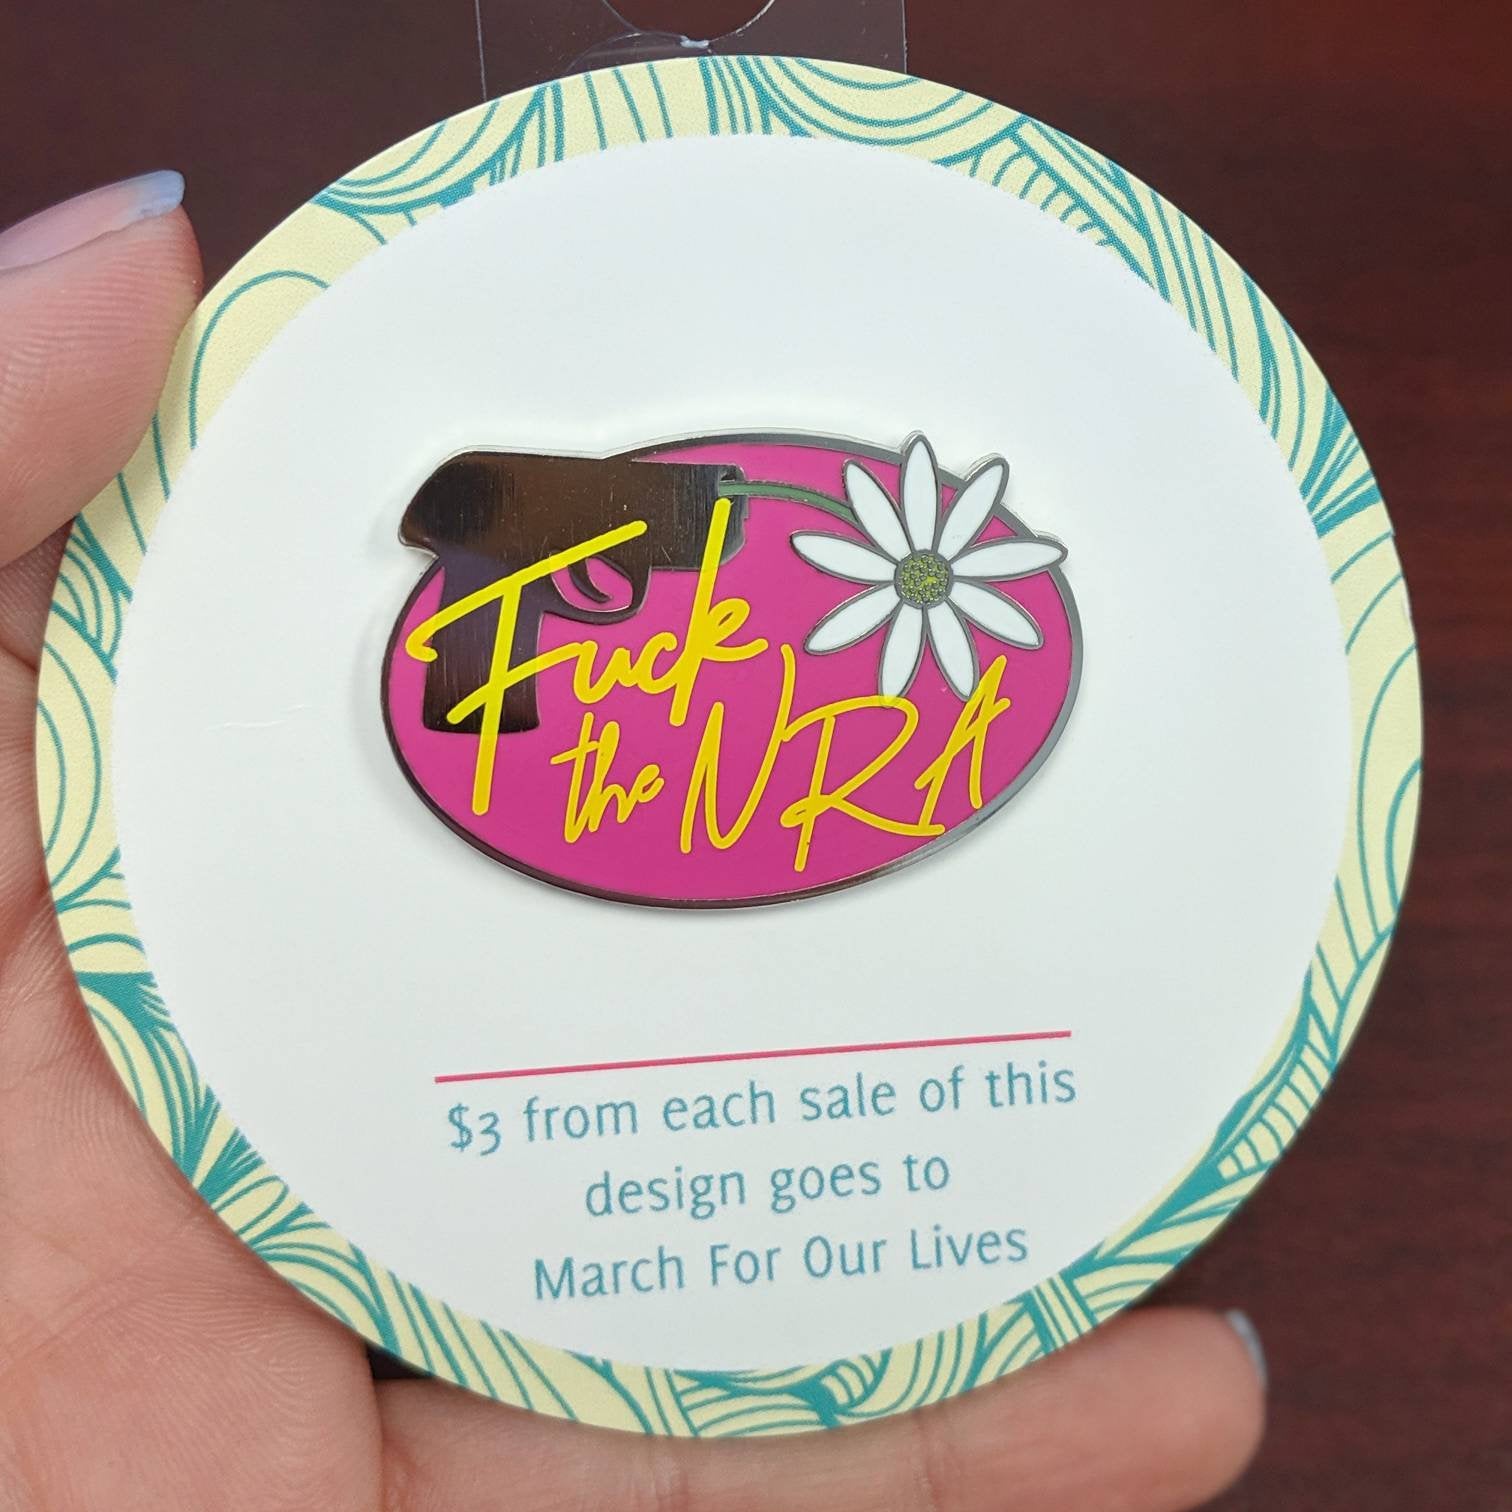 Fuck
the NRA
$3 from each sale of this
design goes to
March For Our Lives